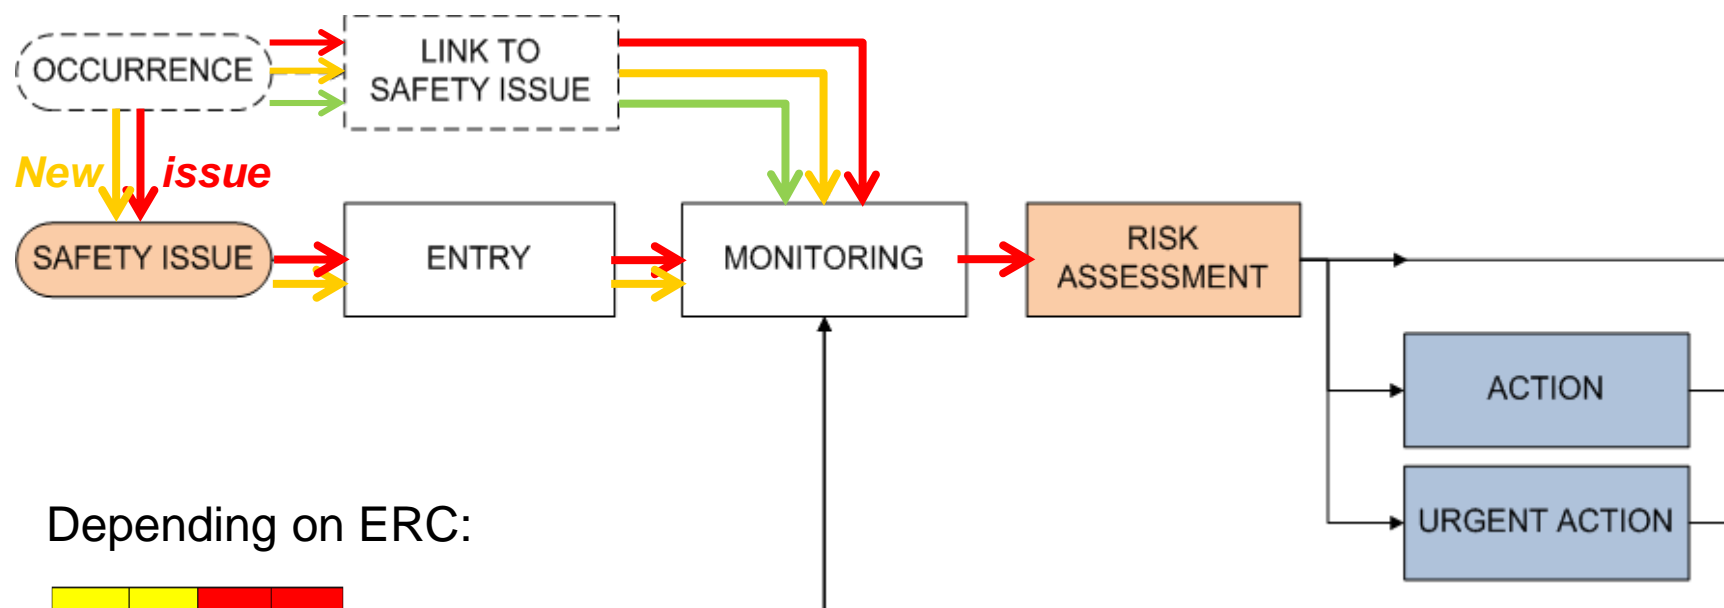 OCCURRENCE
LINK TO
SAFETY ISSUE
New issue
SAFETY ISSUE
ENTRY
MONITORING
RISK
ASSESSMENT
ACTION
URGENT ACTION
Depending on ERC: